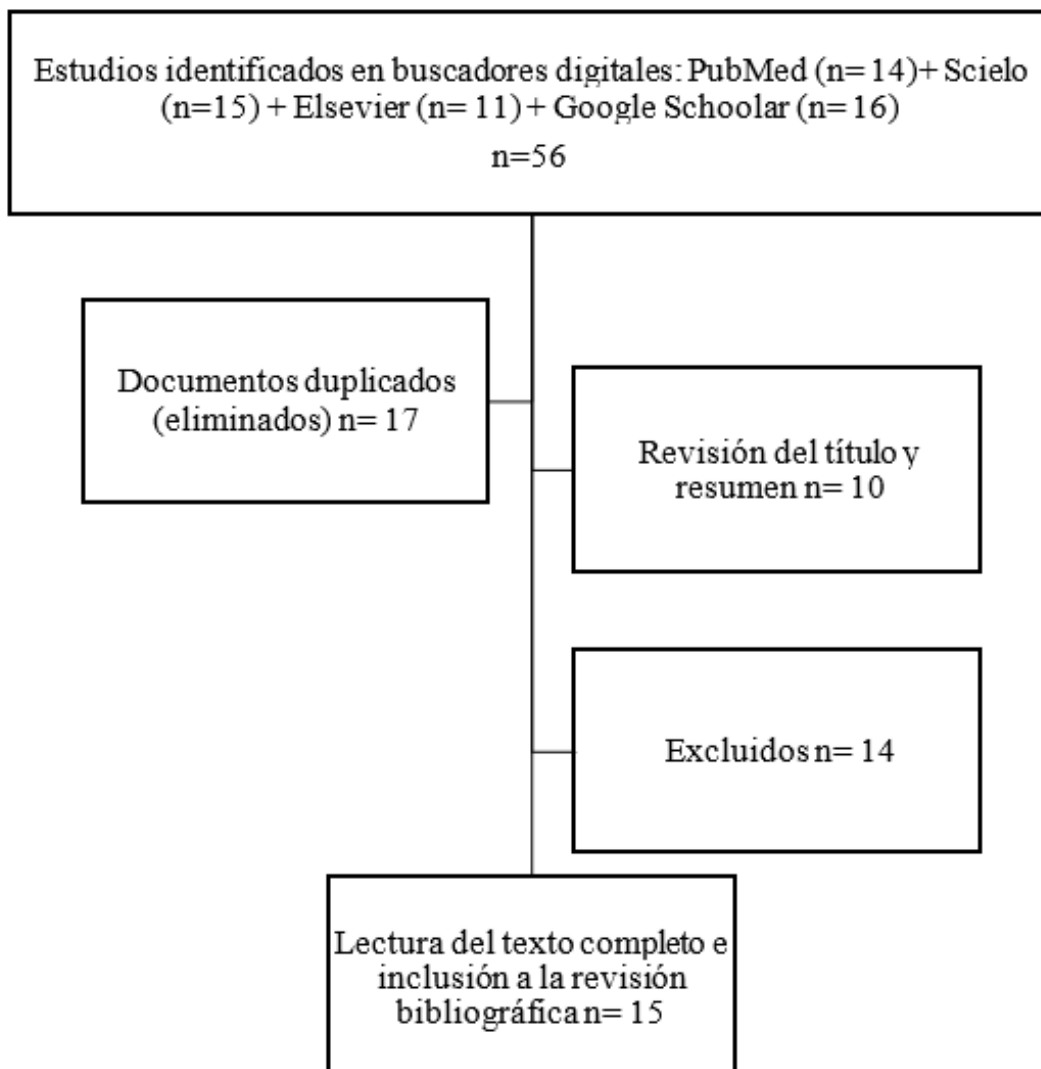 Estudios identificados en buscadores digitales: PubMed (n= 14)+ Scielo
(n=15) + Elsevier (n= 11) + Google Schoolar (n= 16)
n=56
Documentos duplicados
(eliminados) n= 17
Revisión del título y
resumen n= 10
Excluidos n= 14
Lectura del texto completo e
inclusión a la revisión
bibliográfica n= 15